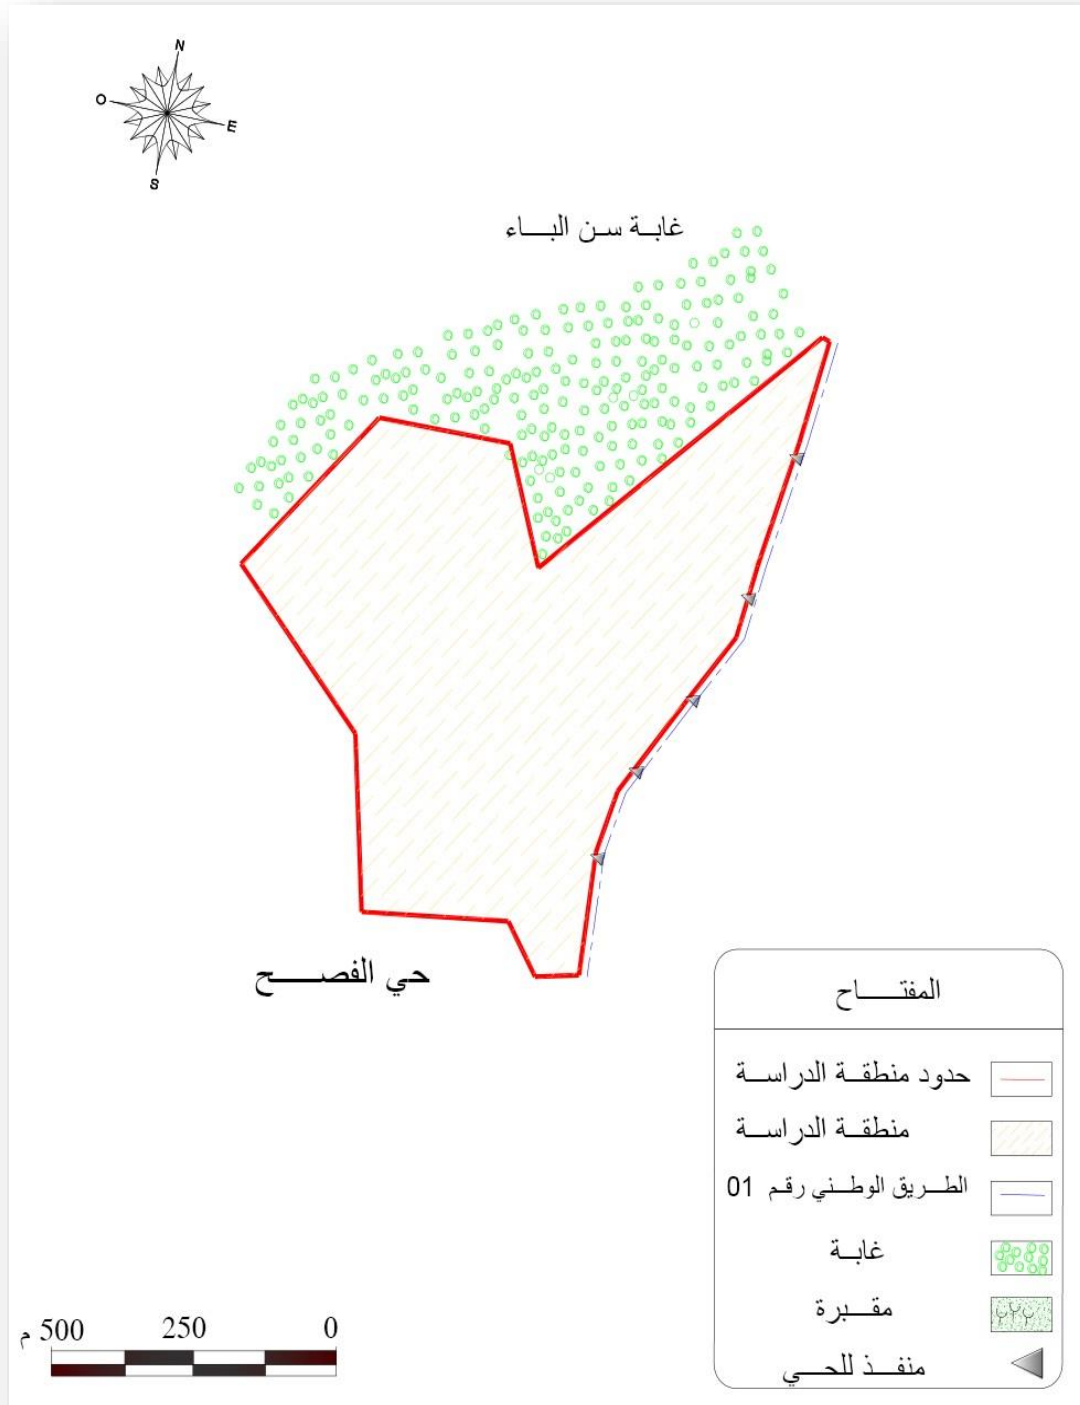 N
O
E
S
غابة سن الباء
حي الفصح
المفتاح
حدود منطقة الدراسة
منطقة الدراسة
الطريق الوطني رقم 01
غابة
مقبرة
منفذ للحي
0 250 500 م